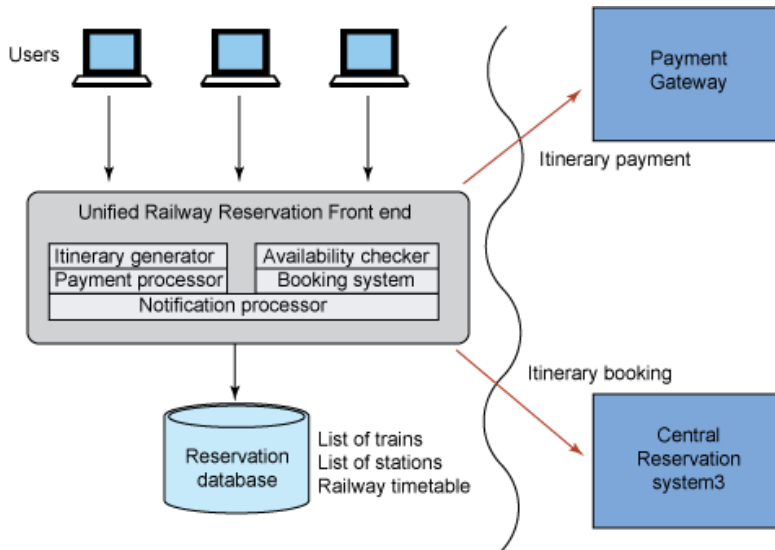 Users
Payment
Gateway
Itinerary payment
Unified Railway Reservation Front end
Itinerary generator
Availability checker
Payment processor
Booking system
Notification processor
Itinerary booking
Reservation
database
List of trains
List of stations
Railway timetable
Central
Reservation
system3